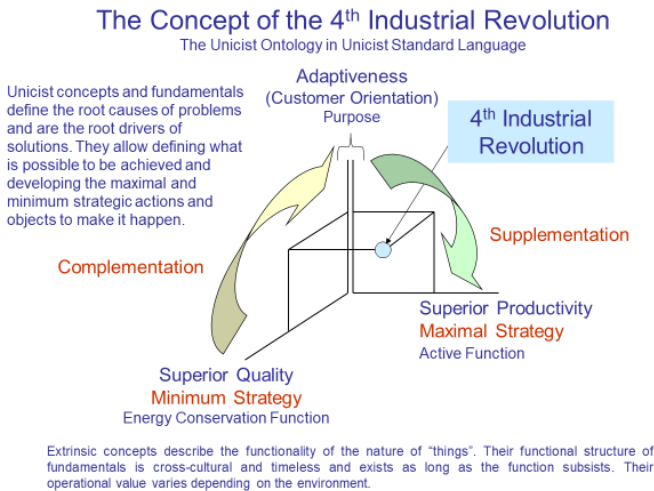 The Concept of the 4th Industrial Revolution
The Unicist Ontology in Unicist Standard Language
Unicist concepts and fundamentals
define the root causes of problems
and are the root drivers of
solutions. They allow defining what
is possible to be achieved and
developing the maximal and
minimum strategic actions and
objects to make it happen.
Adaptiveness
(Customer Orientation)
Purpose
4th Industrial
Revolution
Complementation
Supplementation
Superior Productivity
Maximal Strategy
Active Function
Superior Quality
Minimum Strategy
Energy Conservation Function
Extrinsic concepts describe the functionality of the nature of “things”. Their functional structure of
fundamentals is cross-cultural and timeless and exists as long as the function subsists. Their
operational value varies depending on the environment.